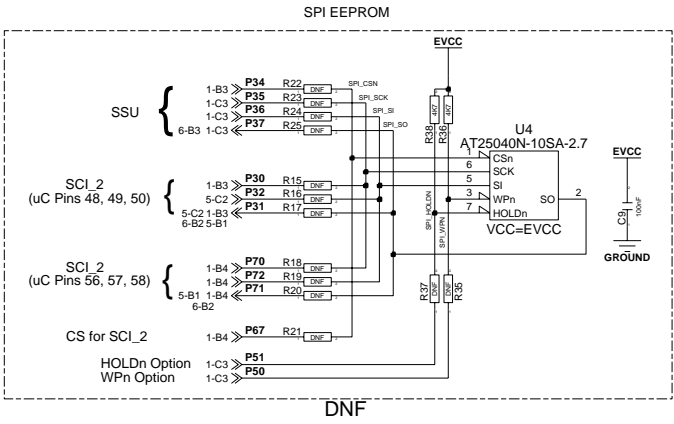 SPI EEPROM
EVCC
1-B3 P34 R22 DNF SPI_CSN
1-C3 P35 R23 DNF SPI_SCK
SSU
1-C3 P36 R24 DNF SPI_SI
6-B3 1-C3 P37 R25 DNF SPI_SO
R38 4K7
R36 4K7
U4
AT25040N-10SA-2.7
1 CSn
6 SCK
5 SI
3 WPn
7 HOLDn
SO 2
VCC=EVCC
EVCC
C9 100nF
GROUND
SCI_2
(uC Pins 48, 49, 50)
1-B3 P30 R15 DNF
5-C2 P32 R16 DNF
5-C2 1-B3 P31 R17 DNF
6-B2 5-B1
SPI_HOLDN
SPI_WPN
SCI_2
(uC Pins 56, 57, 58)
1-B4 P70 R18 DNF
1-B4 P72 R19 DNF
5-B1 1-B4 P71 R20 DNF
6-B2
R37 DNF
DNF R35
CS for SCI_2
1-B4 P67 R21 DNF
HOLDn Option 1-C3 P51
WPn Option 1-C3 P50
DNF